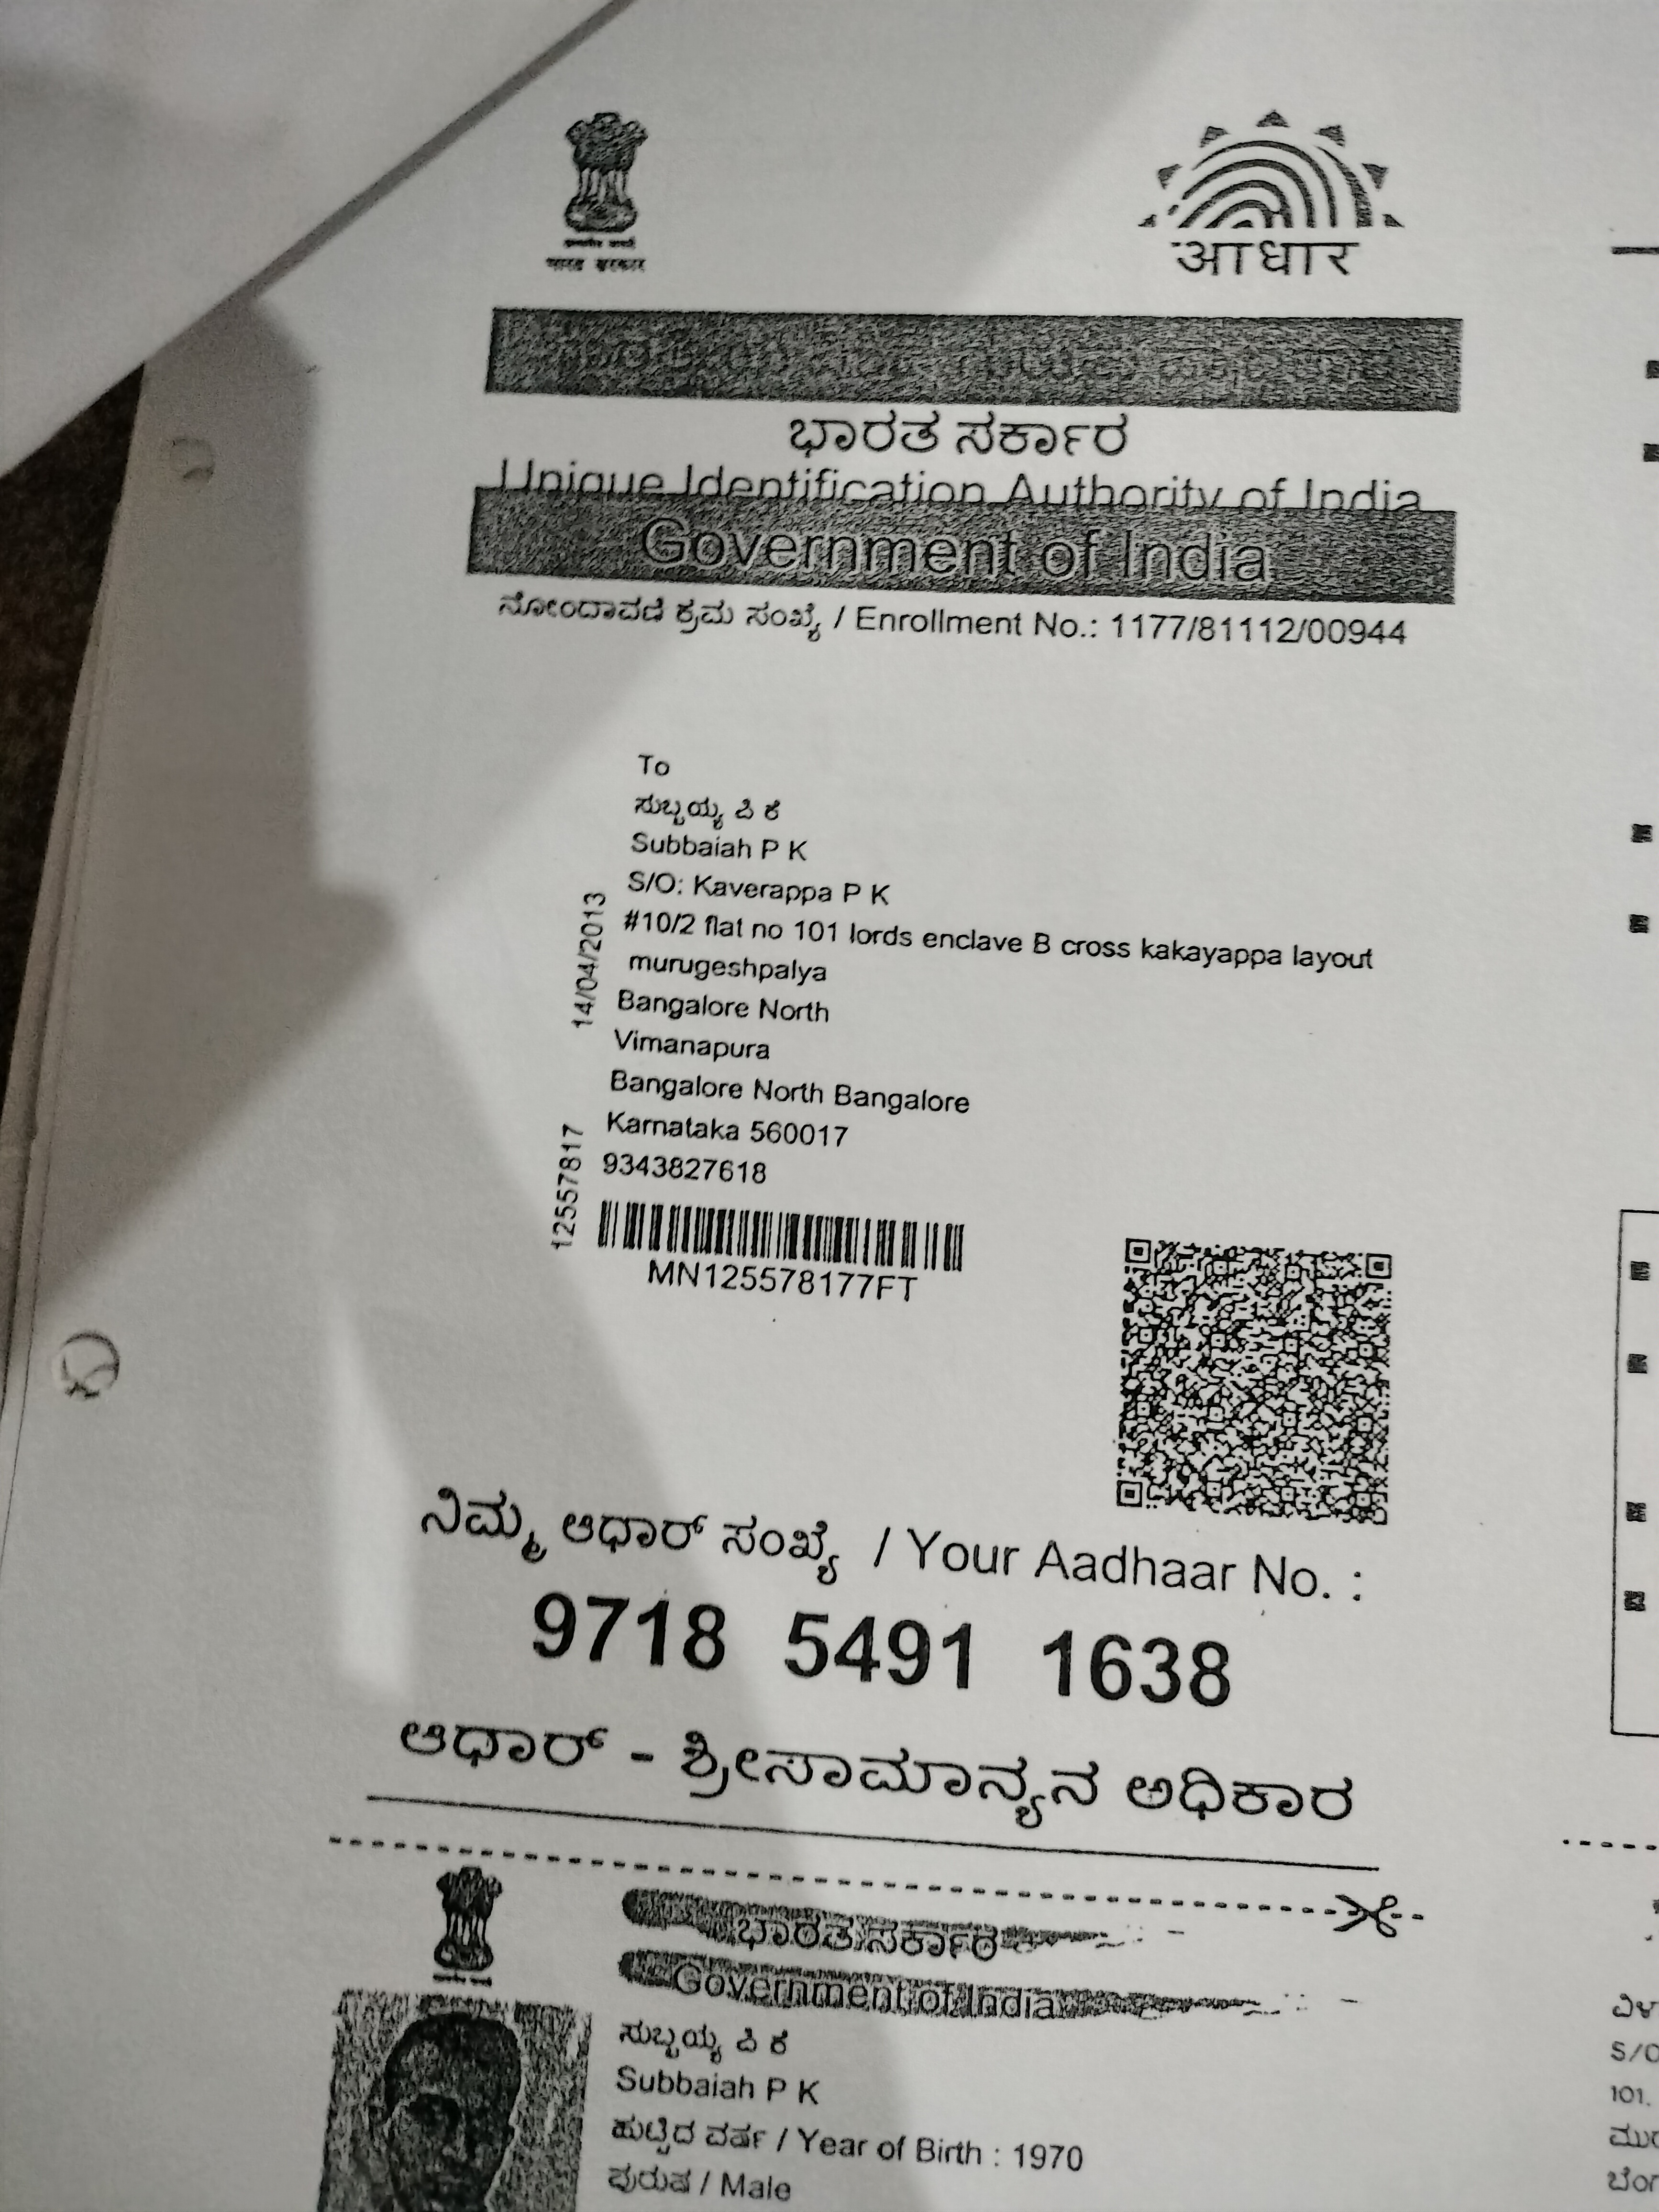 भारत सरकार
आधार
ಭಾರತ ಸರ್ಕಾರ
Unique Identification Authority of India
Government of India
ನೋಂದಾವಣಿ ಕ್ರಮ ಸಂಖ್ಯೆ / Enrollment No.: 1177/81112/00944
To
ಸುಬ್ಬಯ್ಯ ಪಿ ಕೆ
Subbaiah P K
S/O: Kaverappa P K
#10/2 flat no 101 lords enclave B cross kakayappa layout
murugeshpalya
Bangalore North
Vimanapura
Bangalore North Bangalore
Karnataka 560017
9343827618
14/04/2013
12557817
MN125578177FT
ನಿಮ್ಮ ಆಧಾರ್ ಸಂಖ್ಯೆ / Your Aadhaar No. :
9718 5491 1638
ಆಧಾರ್ - ಶ್ರೀಸಾಮಾನ್ಯನ ಅಧಿಕಾರ
ಭಾರತ ಸರ್ಕಾರ
Government of India
ಸುಬ್ಬಯ್ಯ ಪಿ ಕೆ
Subbaiah P K
ಹುಟ್ಟಿದ ವರ್ಷ / Year of Birth : 1970
ಪುರುಷ / Male
101,